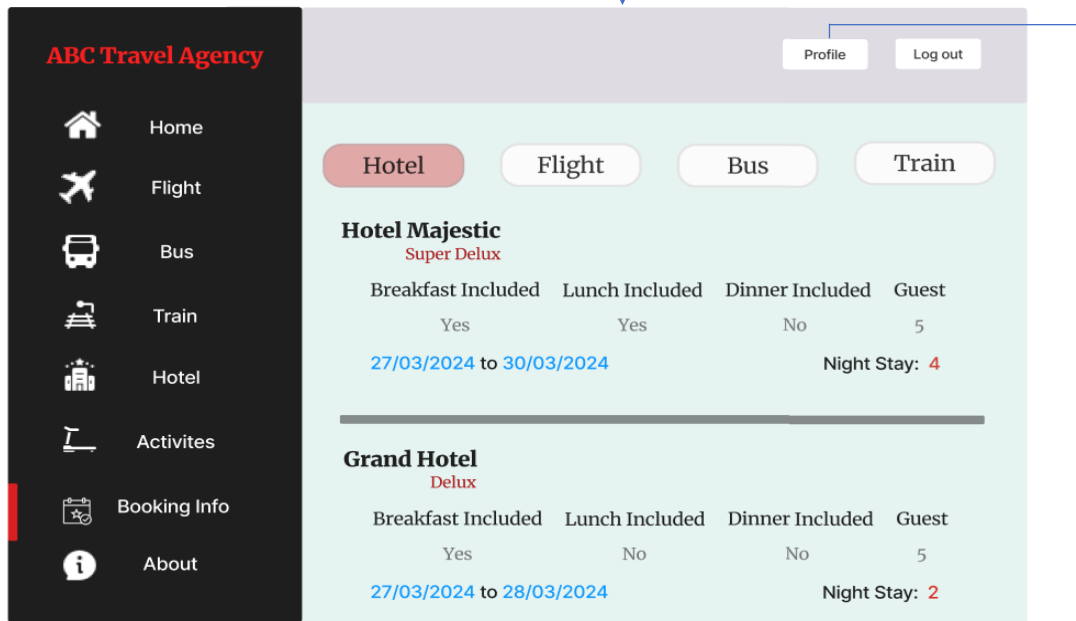 ABC Travel Agency
Profile
Log out
Home
Flight
Bus
Train
Hotel
Activites
Booking Info
About
Hotel Flight Bus Train
Hotel Majestic
Super Delux
Breakfast Included Lunch Included Dinner Included Guest
Yes Yes No 5
27/03/2024 to 30/03/2024 Night Stay: 4
Grand Hotel
Delux
Breakfast Included Lunch Included Dinner Included Guest
Yes No No 5
27/03/2024 to 28/03/2024 Night Stay: 2